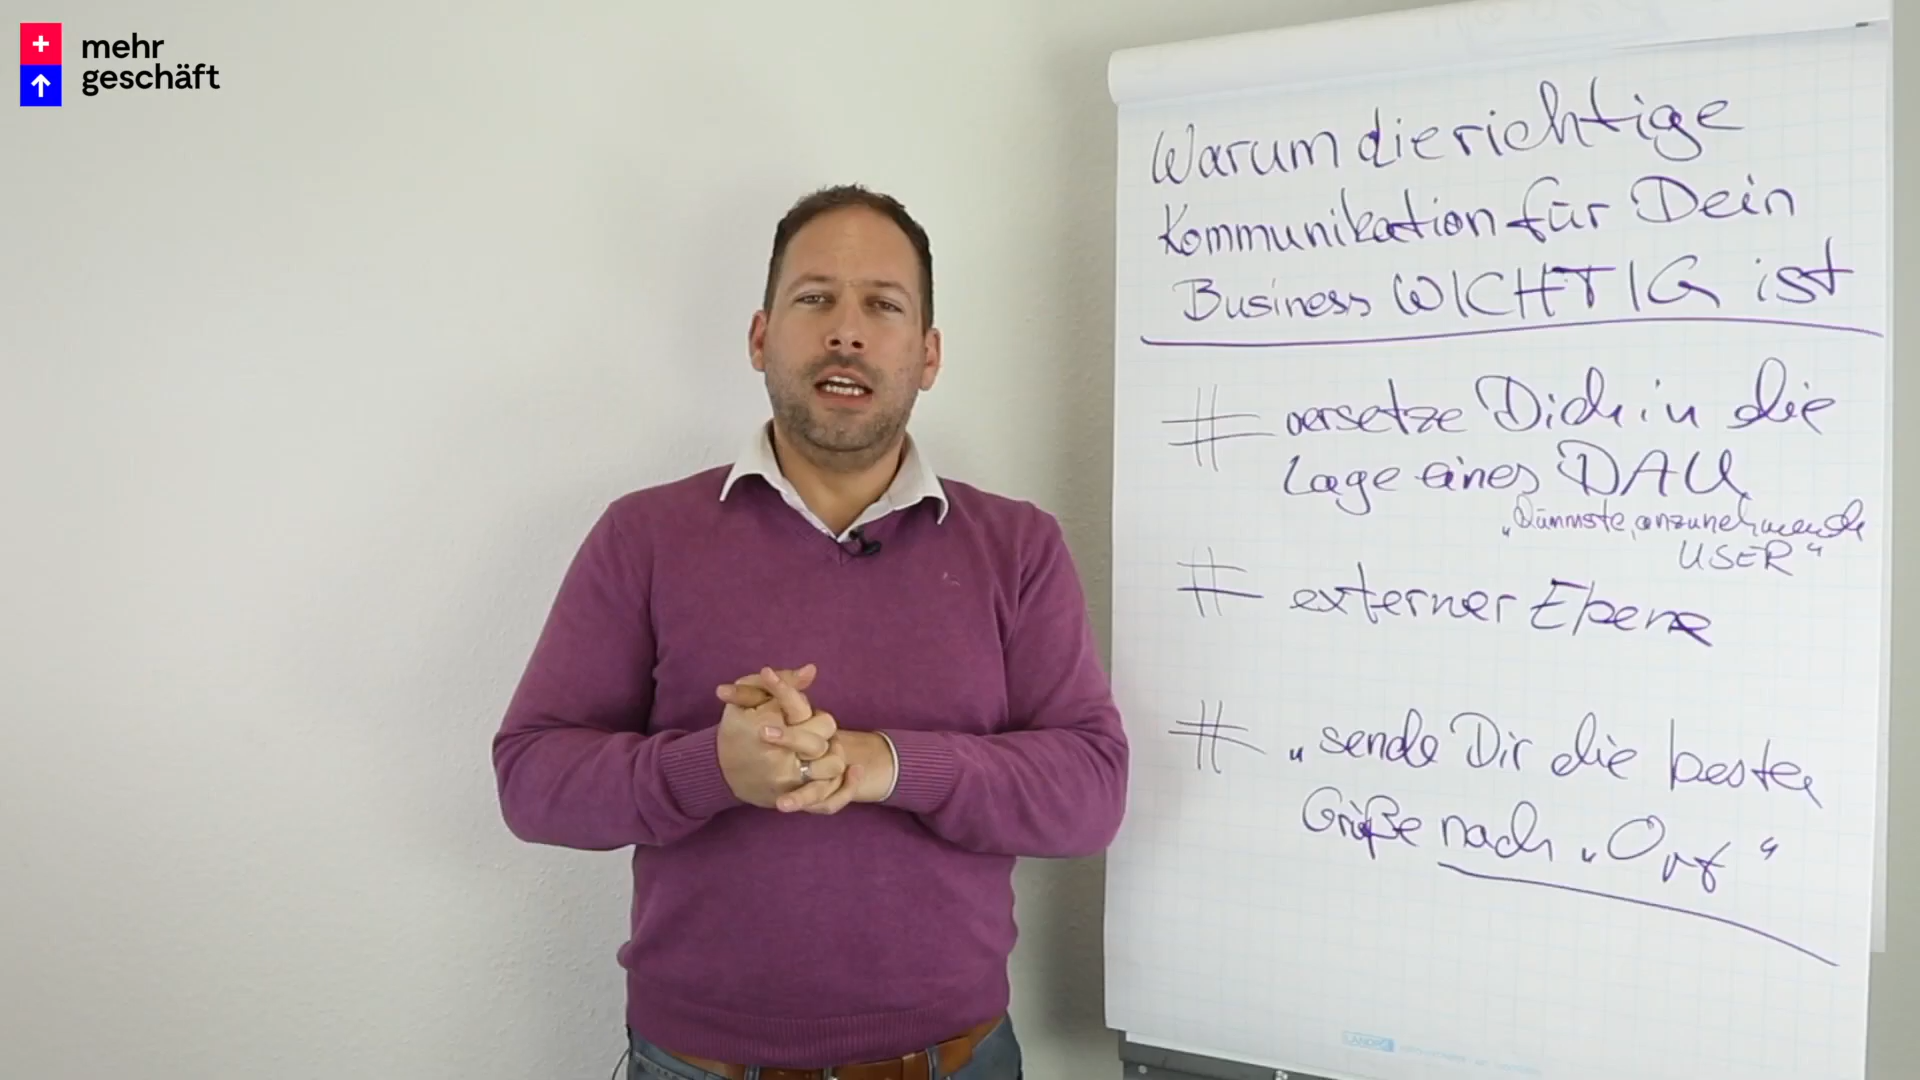 mehr
geschäft
Warum die richtige
Kommunikation für Dein
Business WICHTIG ist
# versetze Dich in die
Lage eines DAU
„Dümmste, anzunehmende
USER“
# externer Ebene
# „sende Dir die besten
Grüße nach „Ort“